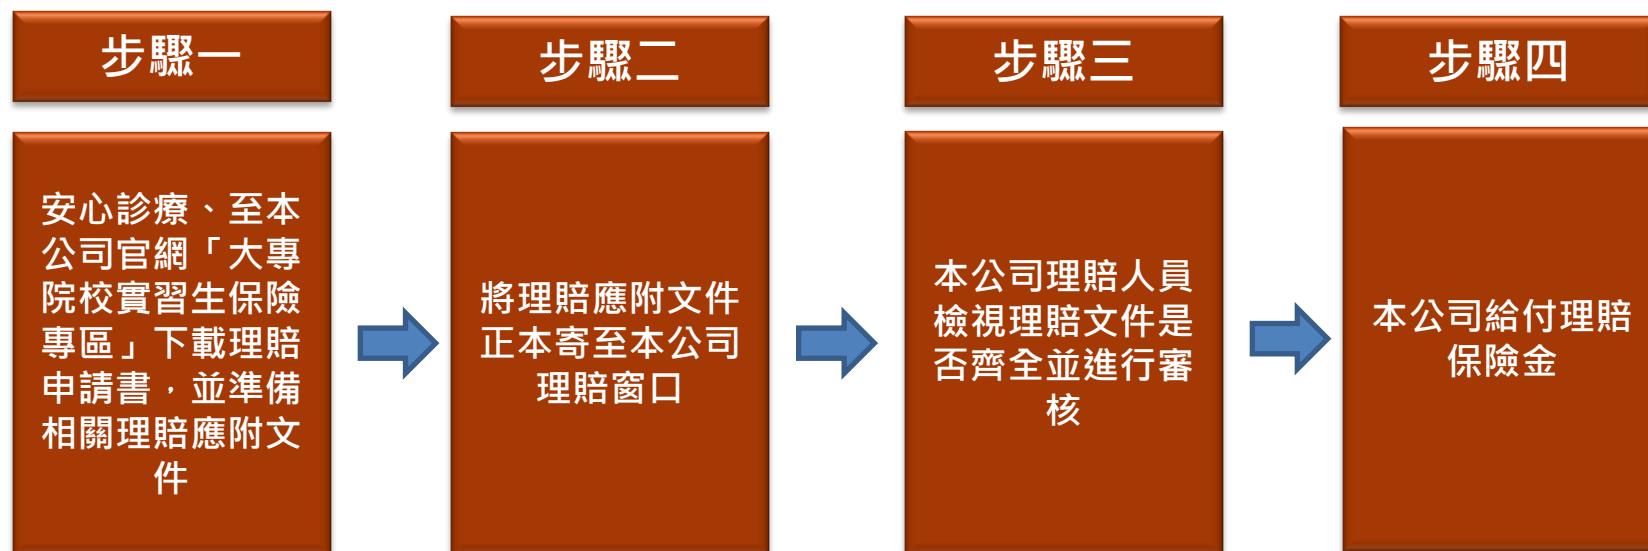 步驟一
安心診療、至本
公司官網「大專
院校實習生保險
專區」下載理賠
申請書，並準備
相關理賠應附文
件
步驟二
將理賠應附文件
正本寄至本公司
理賠窗口
步驟三
本公司理賠人員
檢視理賠文件是
否齊全並進行審
核
步驟四
本公司給付理賠
保險金